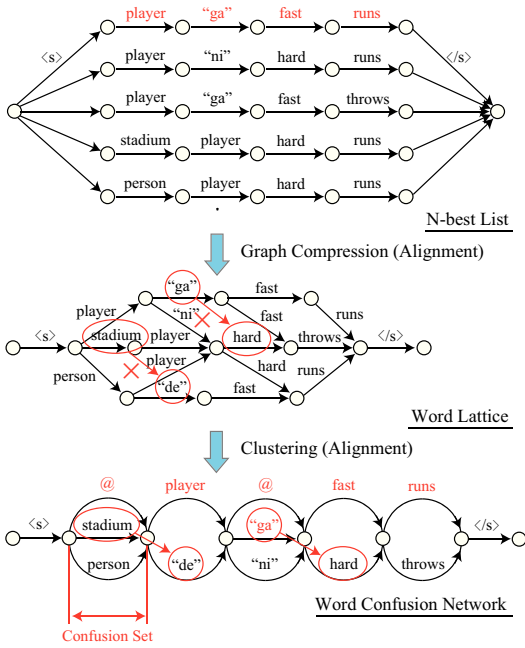 player “ga” fast runs
<s> </s>
player “ni” hard runs
player “ga” fast throws
stadium player hard runs
person player hard runs
N-best List
Graph Compression (Alignment)
“ga” fast
player “ni” fast runs
<s> stadium player hard throws </s>
person player hard runs
“de” fast
Word Lattice
Clustering (Alignment)
@ player @ fast runs
<s> stadium “ga” </s>
person “de” “ni” hard throws
Word Confusion Network
Confusion Set